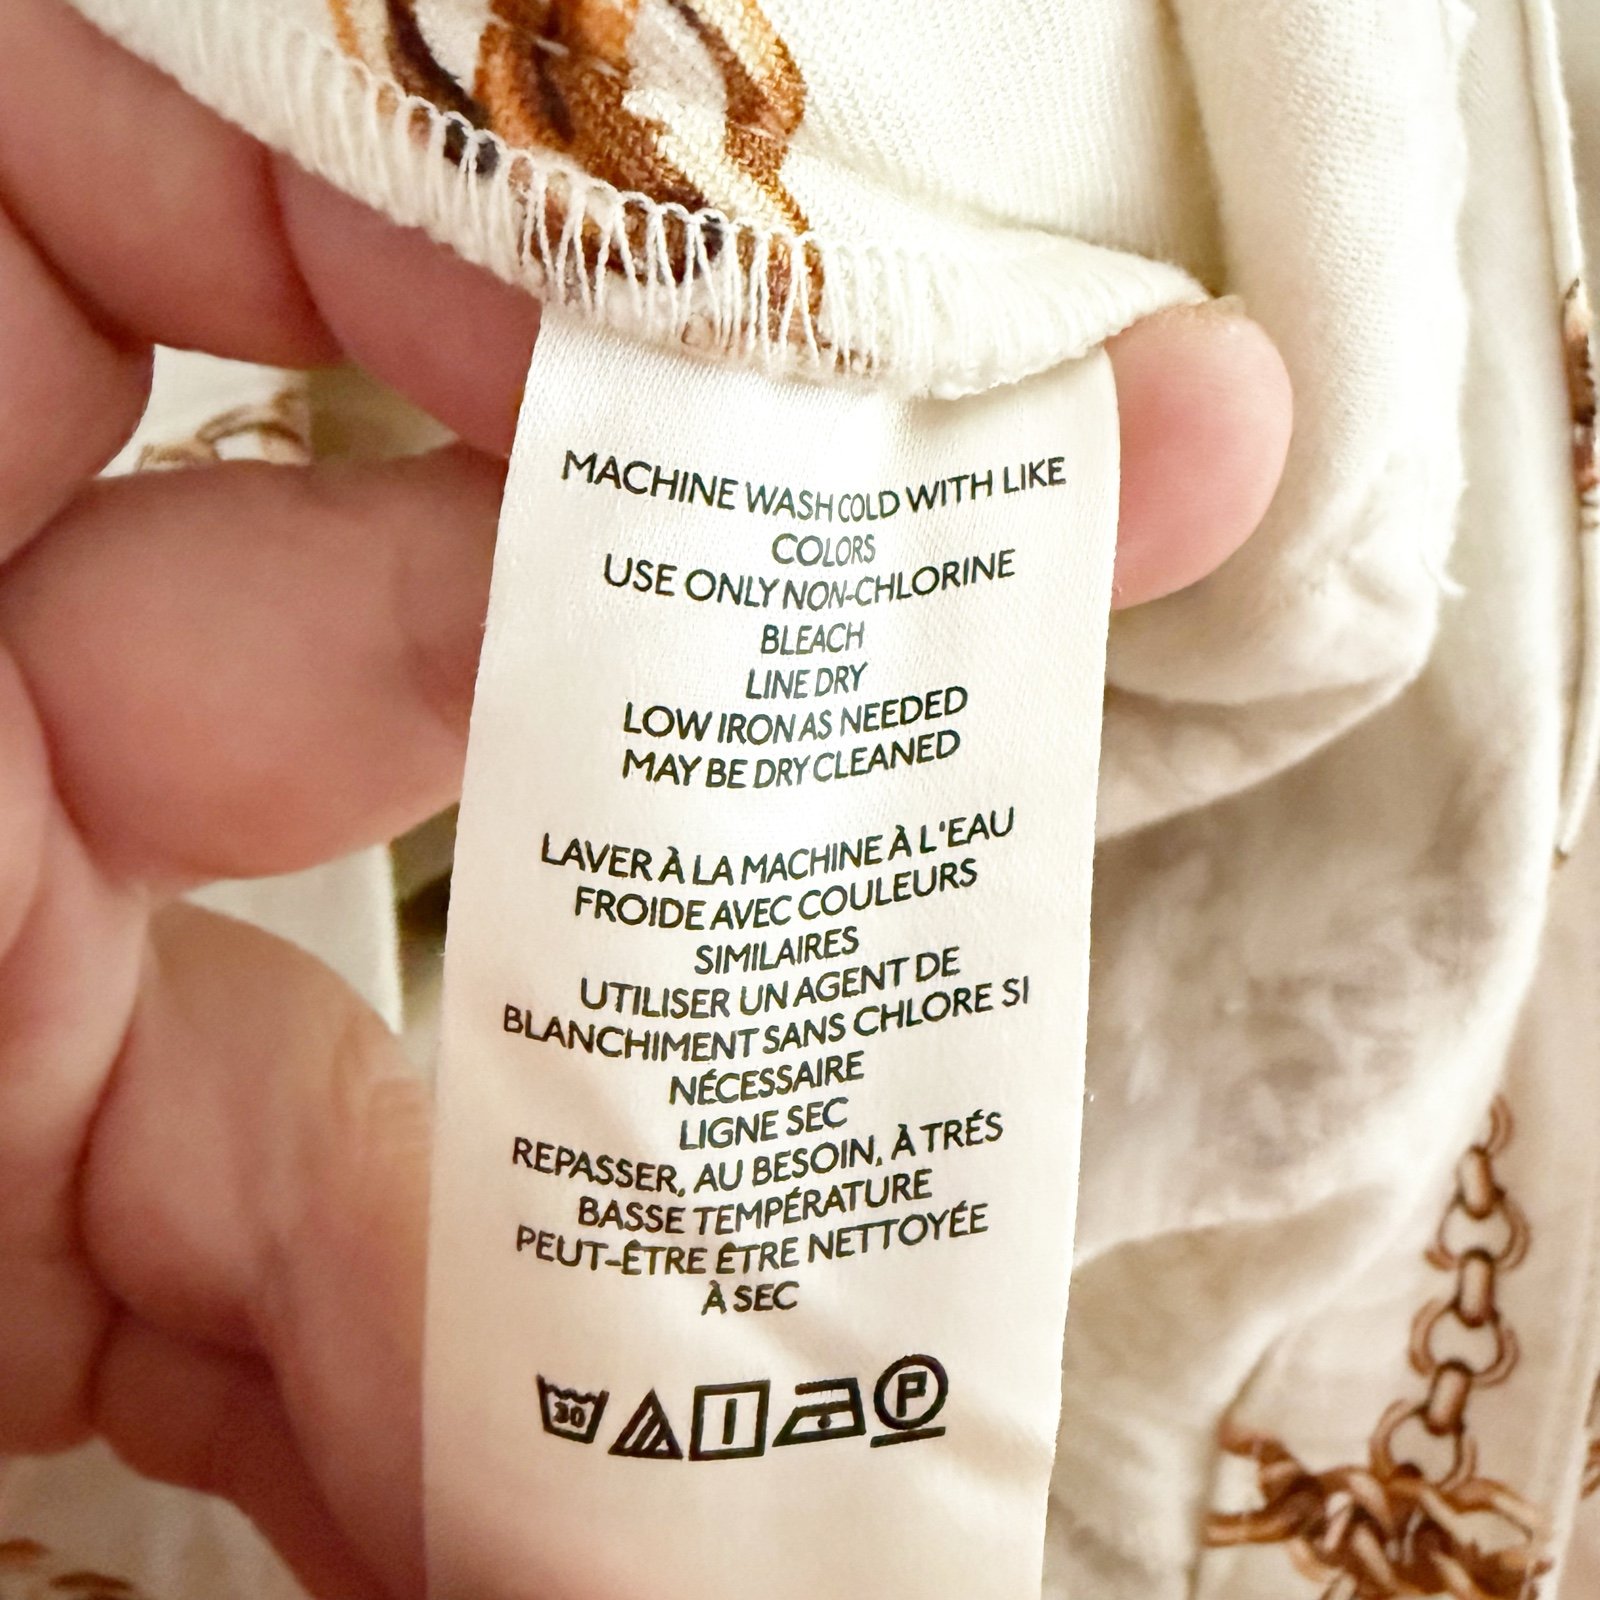 MACHINE WASH COLD WITH LIKE
COLORS
USE ONLY NON-CHLORINE
BLEACH
LINE DRY
LOW IRON AS NEEDED
MAY BE DRY CLEANED
LAVER À LA MACHINE À L'EAU
FROIDE AVEC COULEURS
SIMILAIRES
UTILISER UN AGENT DE
BLANCHIMENT SANS CHLORE SI
NÉCESSAIRE
LIGNE SEC
REPASSER, AU BESOIN, À TRÉS
BASSE TEMPÉRATURE
PEUT-ÊTRE ÊTRE NETTOYÉE
À SEC
30 P